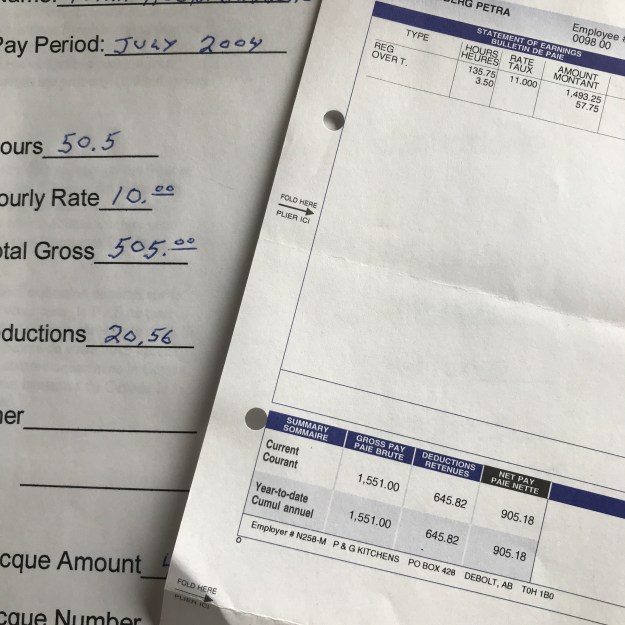 Pay Period: JULY 2004
ours 50.5
ourly Rate 10.00
tal Gross 505.00
ductions 20,56
er
cque Amount
cque Number
BERG PETRA
Employee #
0098 00
STATEMENT OF EARNINGS
BULLETIN DE PAIE
TYPE HOURS HEURES RATE TAUX AMOUNT MONTANT
REG 135.75 11.000 1,493.25
OVER T. 3.50 57.75
FOLD HERE
PLIER ICI
SUMMARY SOMMAIRE GROSS PAY PAIE BRUTE DEDUCTIONS RETENUES NET PAY PAIE NETTE
Current Courant 1,551.00 645.82 905.18
Year-to-date Cumul annuel 1,551.00 645.82 905.18
Employer # N258-M P & G KITCHENS PO BOX 428 DEBOLT, AB T0H 1B0
FOLD HERE
PLIER ICI